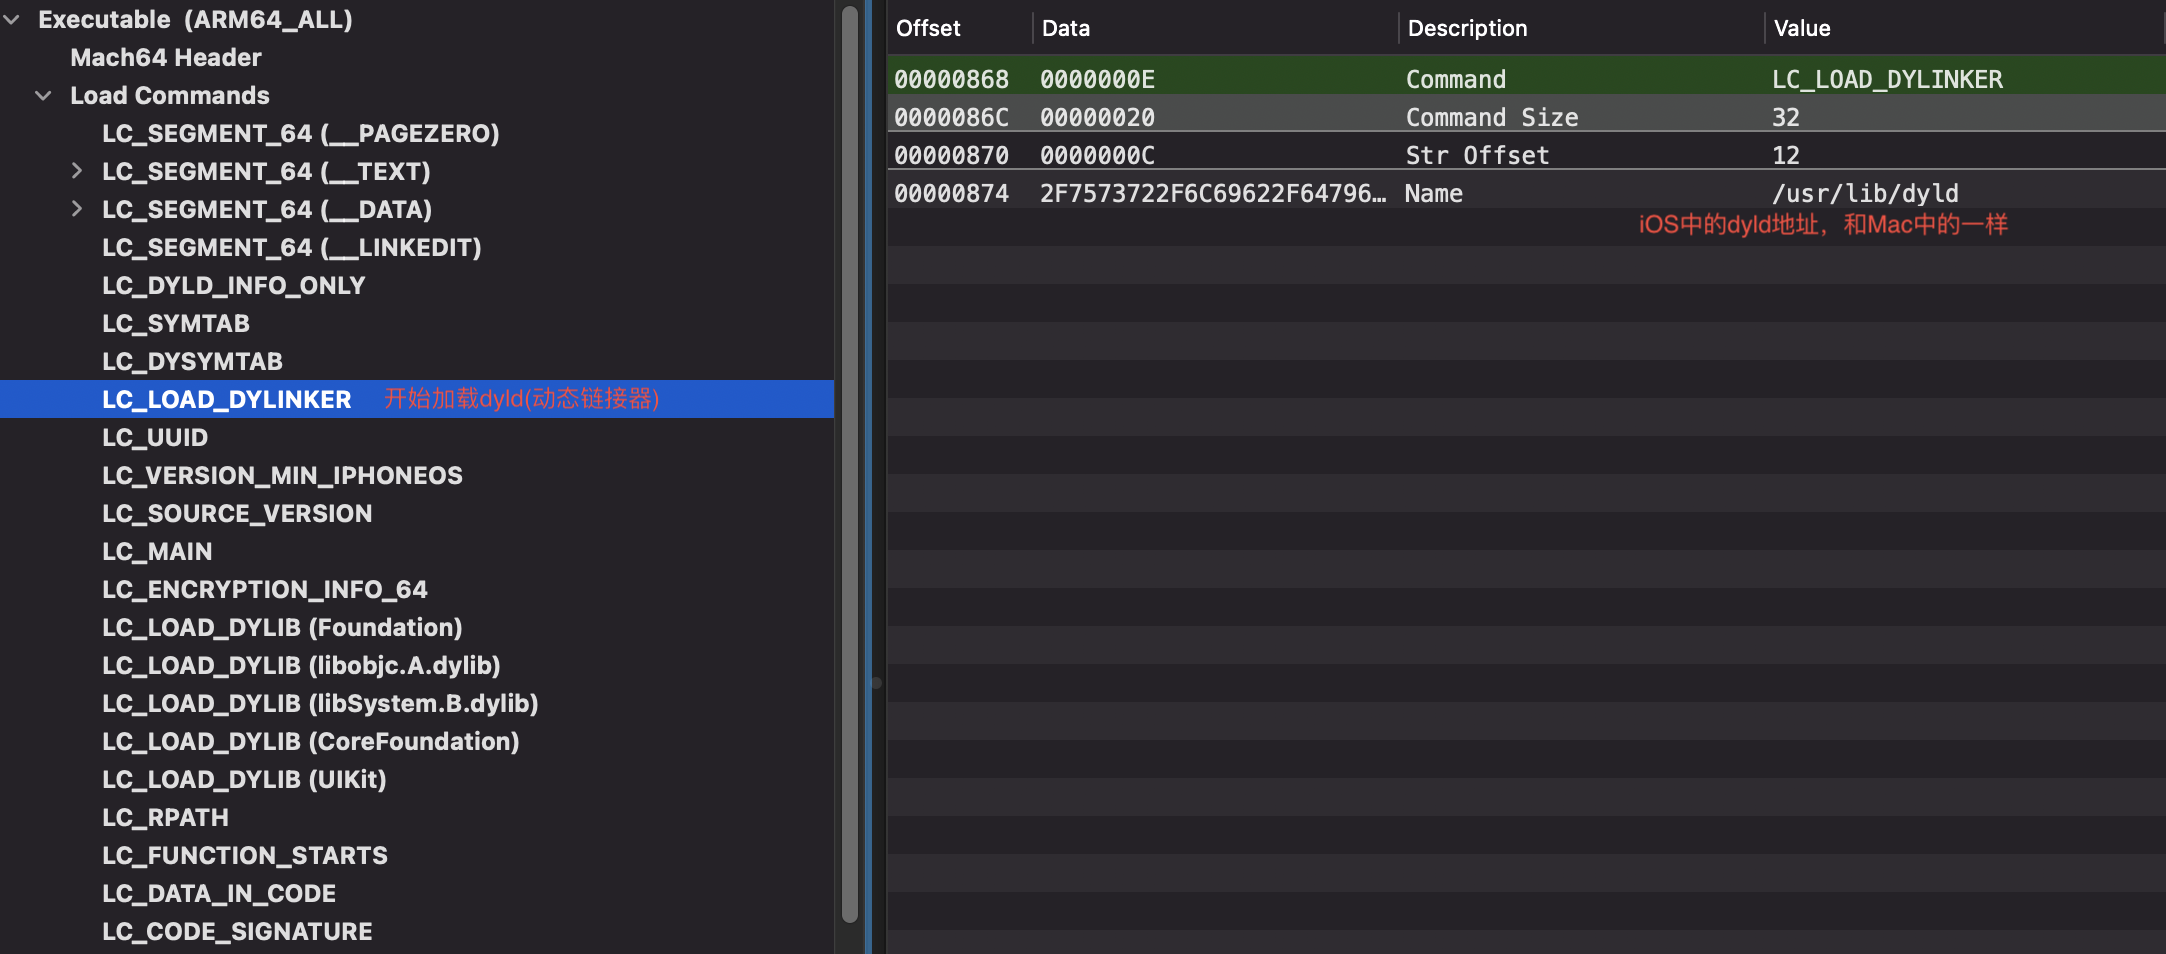 Executable (ARM64_ALL)
Mach64 Header
Load Commands
LC_SEGMENT_64 (__PAGEZERO)
LC_SEGMENT_64 (__TEXT)
LC_SEGMENT_64 (__DATA)
LC_SEGMENT_64 (__LINKEDIT)
LC_DYLD_INFO_ONLY
LC_SYMTAB
LC_DYSYMTAB
LC_LOAD_DYLINKER 开始加载dyld(动态链接器)
LC_UUID
LC_VERSION_MIN_IPHONEOS
LC_SOURCE_VERSION
LC_MAIN
LC_ENCRYPTION_INFO_64
LC_LOAD_DYLIB (Foundation)
LC_LOAD_DYLIB (libobjc.A.dylib)
LC_LOAD_DYLIB (libSystem.B.dylib)
LC_LOAD_DYLIB (CoreFoundation)
LC_LOAD_DYLIB (UIKit)
LC_RPATH
LC_FUNCTION_STARTS
LC_DATA_IN_CODE
LC_CODE_SIGNATURE
Offset Data Description Value
00000868 0000000E Command LC_LOAD_DYLINKER
0000086C 00000020 Command Size 32
00000870 0000000C Str Offset 12
00000874 2F7573722F6C69622F64796… Name /usr/lib/dyld
iOS中的dyld地址，和Mac中的一样